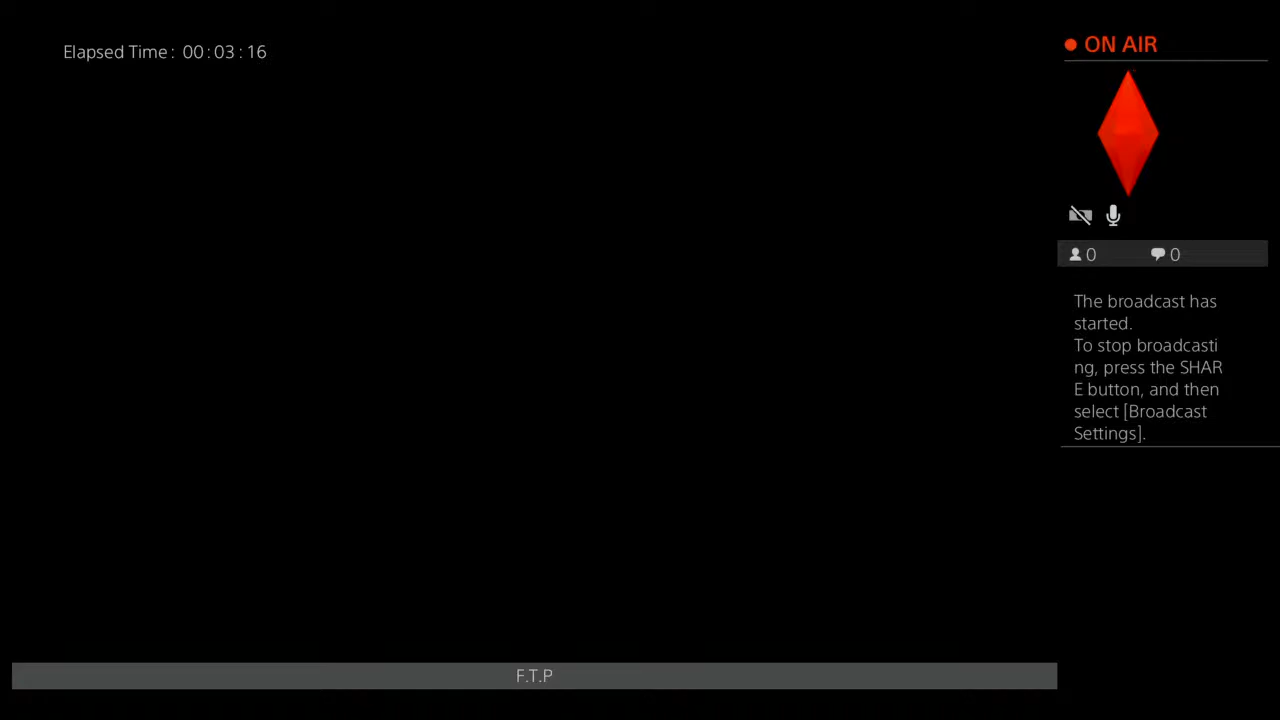 Elapsed Time: 00:03:16
ON AIR
0 0
The broadcast has
started.
To stop broadcasti
ng, press the SHAR
E button, and then
select [Broadcast
Settings].
F.T.P